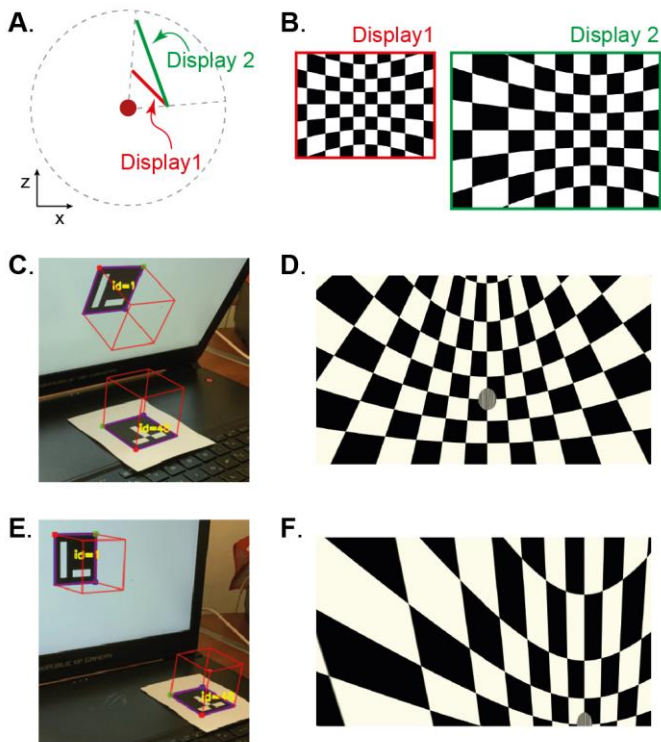 A.
Display 2
Display1
z
x
B.
Display1
Display 2
C.
id=1
D.
E.
id=1
F.